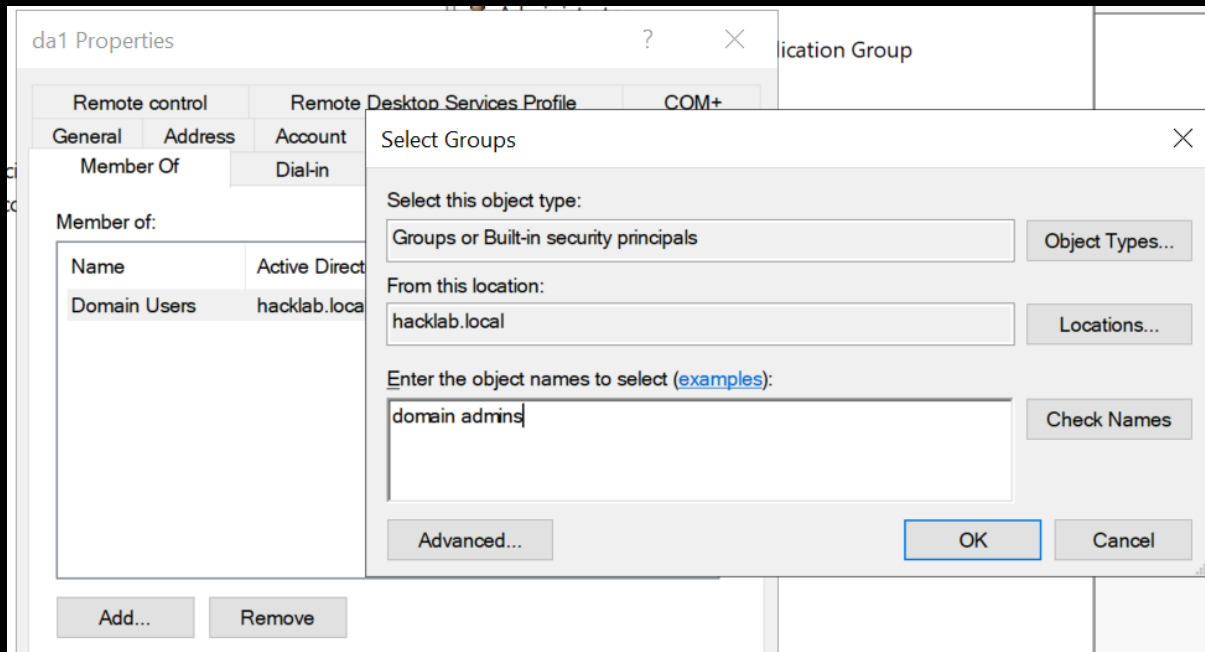 da1 Properties
?
lication Group
Remote control
Remote Desktop Services Profile
COM+
General
Address
Account
Member Of
Dial-in
Member of:
Name
Active Direct
Domain Users
hacklab.loca
Add...
Remove
Select Groups
Select this object type:
Groups or Built-in security principals
Object Types...
From this location:
hacklab.local
Locations...
Enter the object names to select (examples):
domain admins
Check Names
Advanced...
OK
Cancel